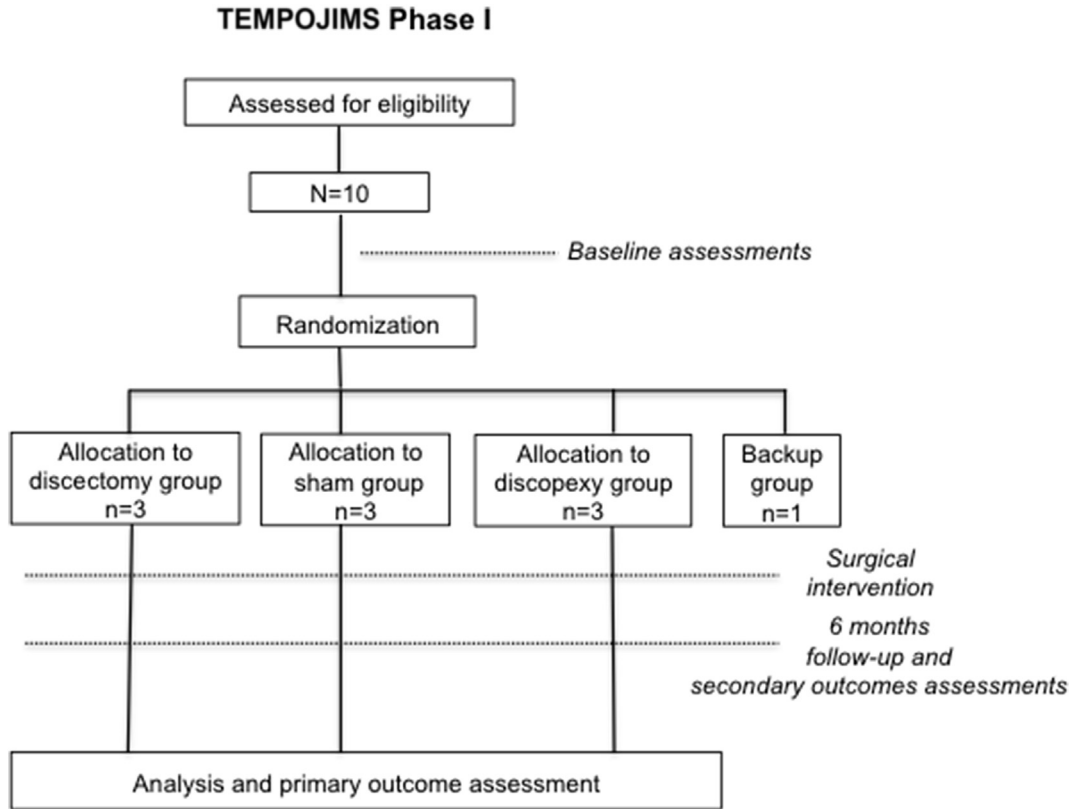 TEMPOJIMS Phase I
Assessed for eligibility
N=10
Baseline assessments
Randomization
Allocation to
discectomy group
n=3
Allocation to
sham group
n=3
Allocation to
discopexy group
n=3
Backup
group
n=1
Surgical
intervention
6 months
follow-up and
secondary outcomes assessments
Analysis and primary outcome assessment